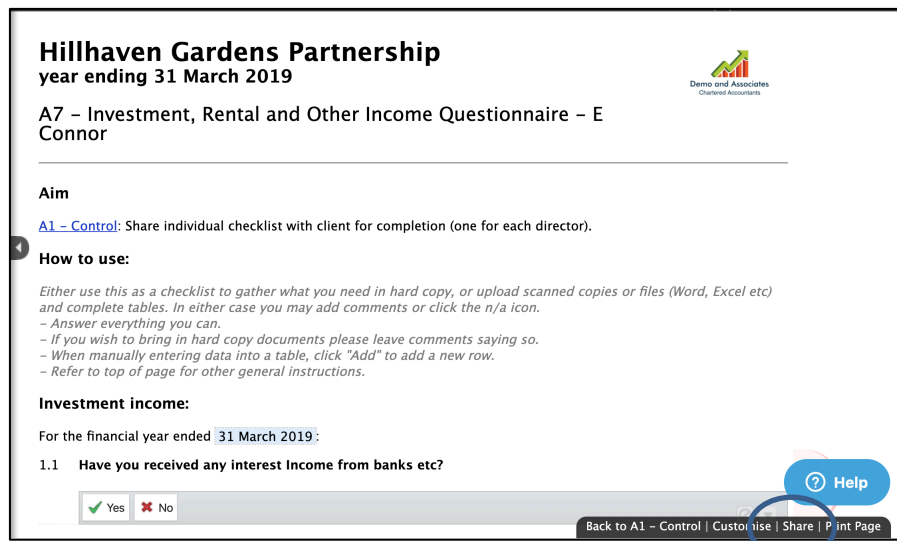 Hillhaven Gardens Partnership
year ending 31 March 2019
Demo and Associates
Chartered Accountants
A7 – Investment, Rental and Other Income Questionnaire – E
Connor
Aim
A1 – Control: Share individual checklist with client for completion (one for each director).
How to use:
Either use this as a checklist to gather what you need in hard copy, or upload scanned copies or files (Word, Excel etc)
and complete tables. In either case you may add comments or click the n/a icon.
– Answer everything you can.
– If you wish to bring in hard copy documents please leave comments saying so.
– When manually entering data into a table, click "Add" to add a new row.
– Refer to top of page for other general instructions.
Investment income:
For the financial year ended 31 March 2019:
1.1 Have you received any interest Income from banks etc?
Yes No
? Help
Back to A1 – Control | Customise | Share | Print Page